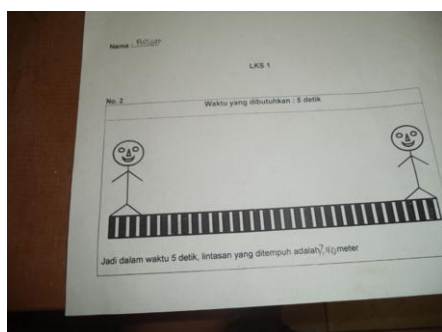 Nama :
LKS 1
No. 2
Waktu yang dibutuhkan : 5 detik
Jadi dalam waktu 5 detik, lintasan yang ditempuh adalah meter